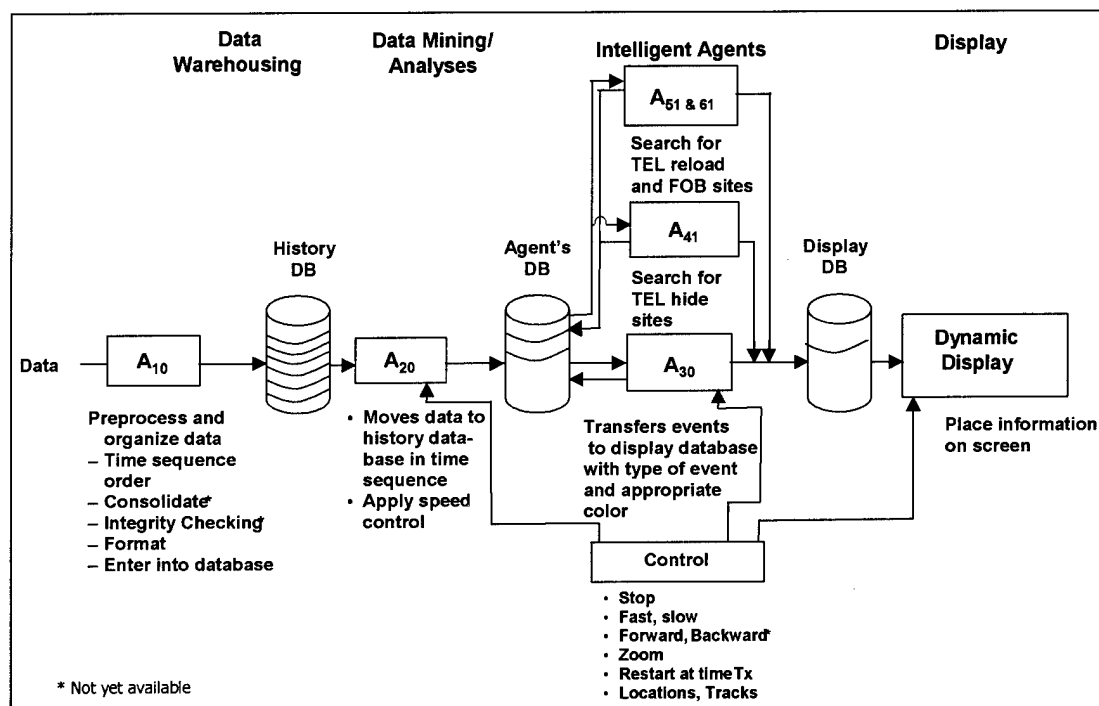 Data
Warehousing
Data Mining/
Analyses
Intelligent Agents
Display
A51 & 61
Search for
TEL reload
and FOB sites
A41
Search for
TEL hide
sites
History
DB
Agent's
DB
Display
DB
Data
A10
A20
A30
Dynamic
Display
Preprocess and
organize data
– Time sequence
order
– Consolidate*
– Integrity Checking*
– Format
– Enter into database
• Moves data to
history data-
base in time
sequence
• Apply speed
control
Transfers events
to display database
with type of event
and appropriate
color
Place information
on screen
Control
• Stop
• Fast, slow
• Forward, Backward*
• Zoom
• Restart at time Tx
• Locations, Tracks
* Not yet available